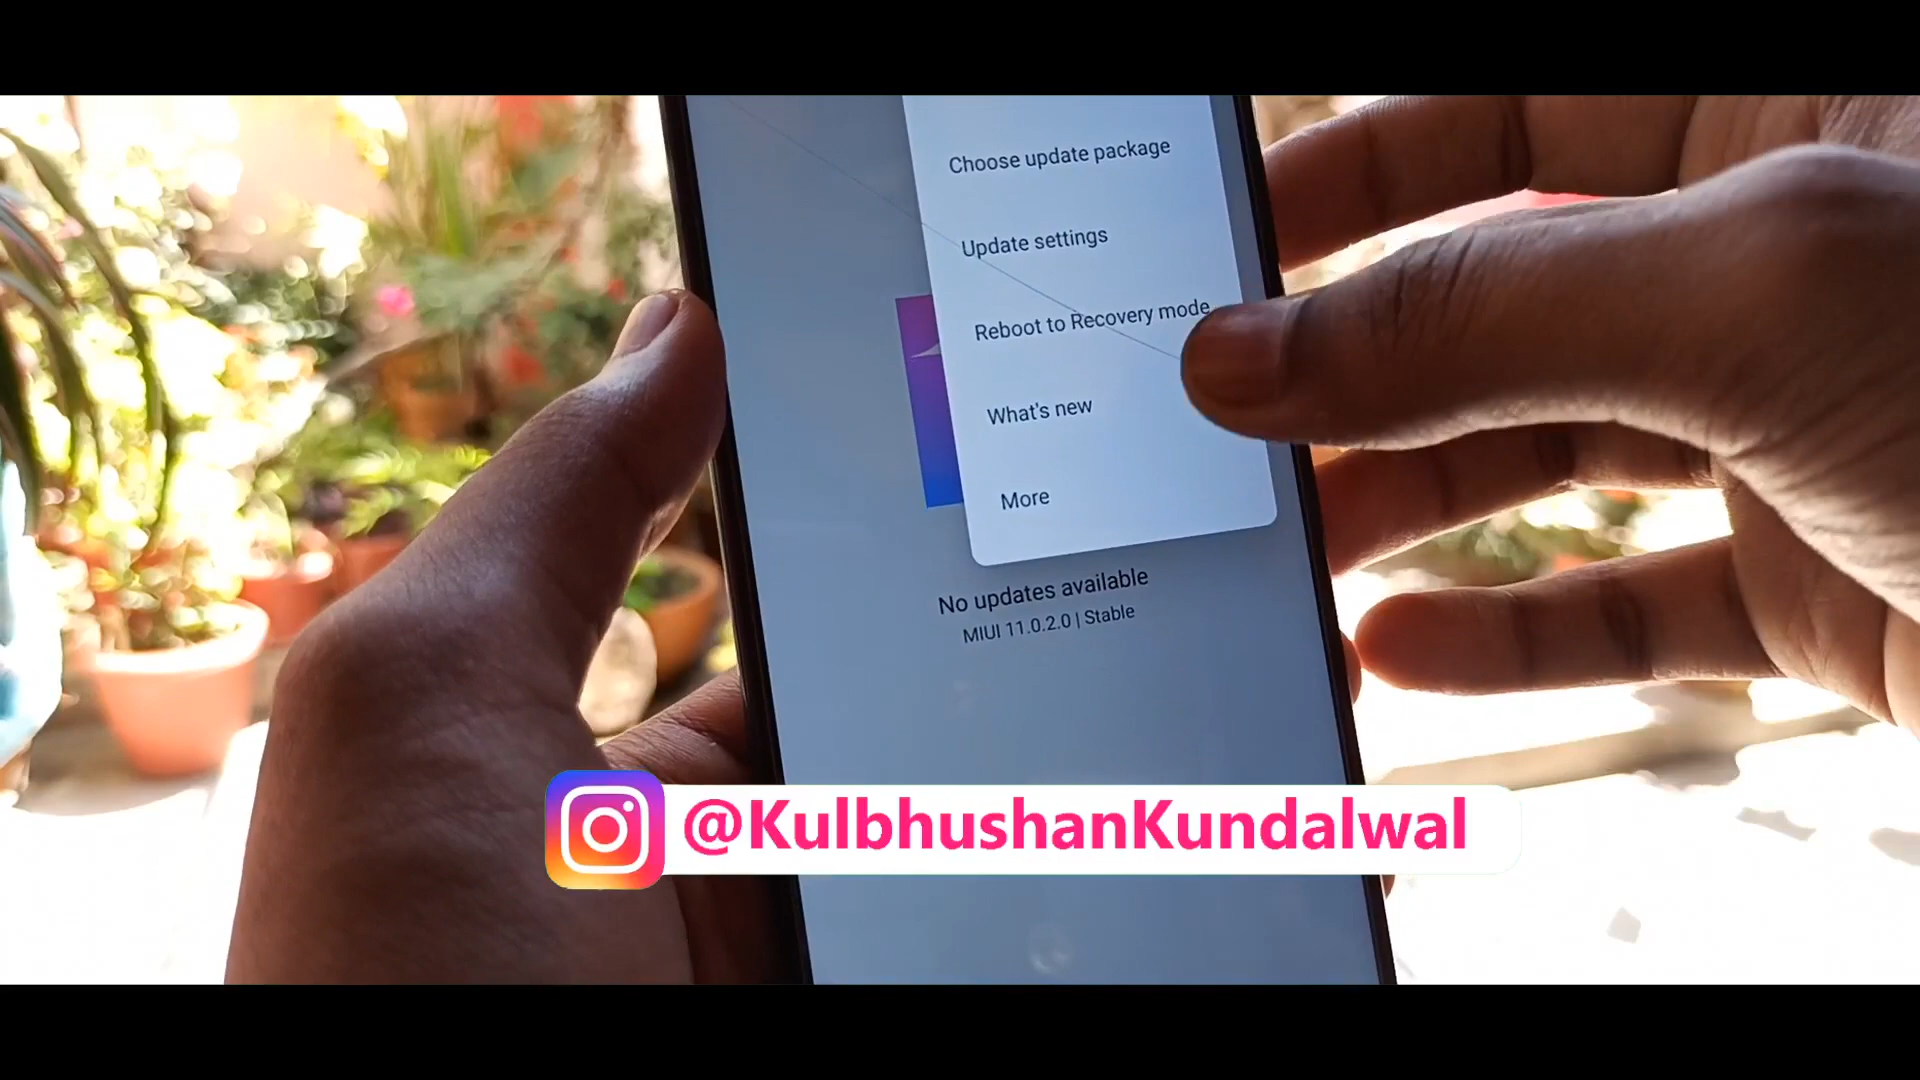 Choose update package
Update settings
Reboot to Recovery mode
What's new
More
No updates available
MIUI 11.0.2.0 | Stable
@KulbhushanKundalwal